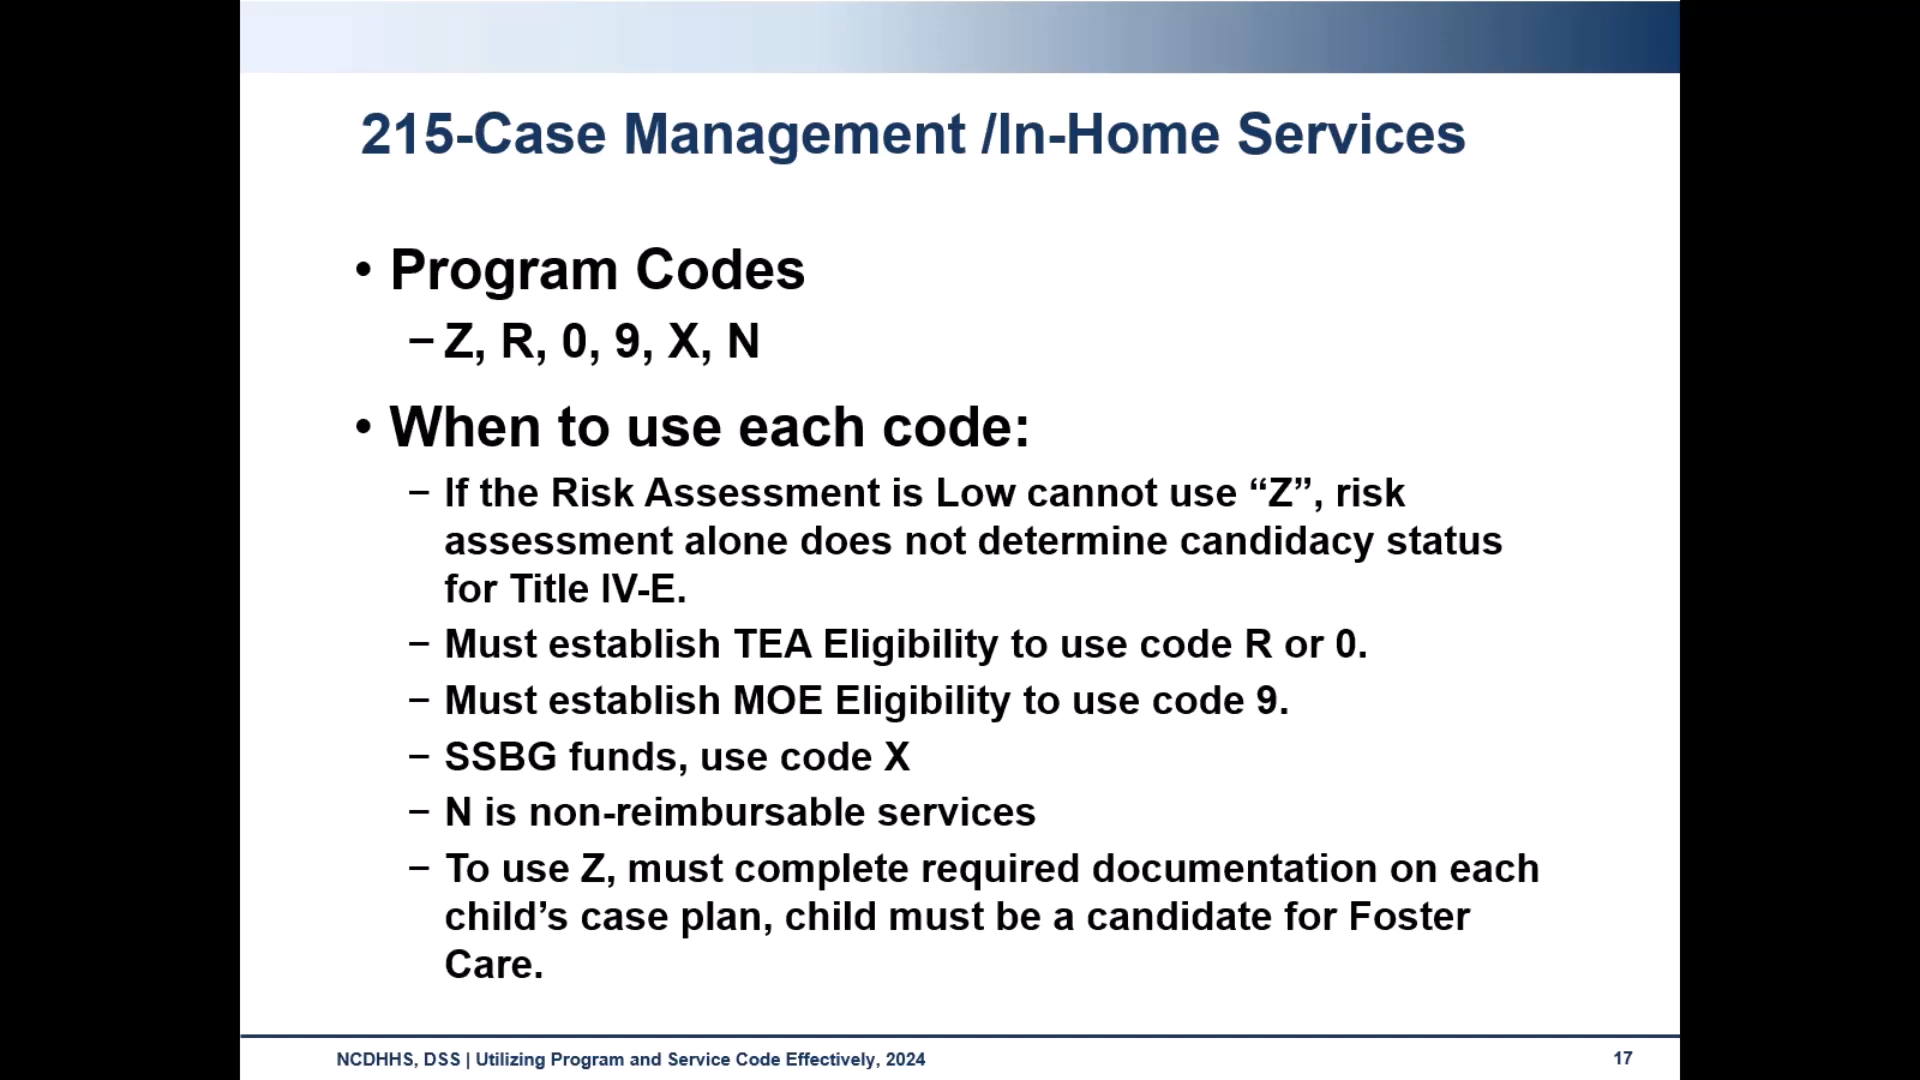 215-Case Management /In-Home Services
• Program Codes
– Z, R, 0, 9, X, N
• When to use each code:
– If the Risk Assessment is Low cannot use “Z”, risk
assessment alone does not determine candidacy status
for Title IV-E.
– Must establish TEA Eligibility to use code R or 0.
– Must establish MOE Eligibility to use code 9.
– SSBG funds, use code X
– N is non-reimbursable services
– To use Z, must complete required documentation on each
child’s case plan, child must be a candidate for Foster
Care.
NCDHHS, DSS | Utilizing Program and Service Code Effectively, 2024
17